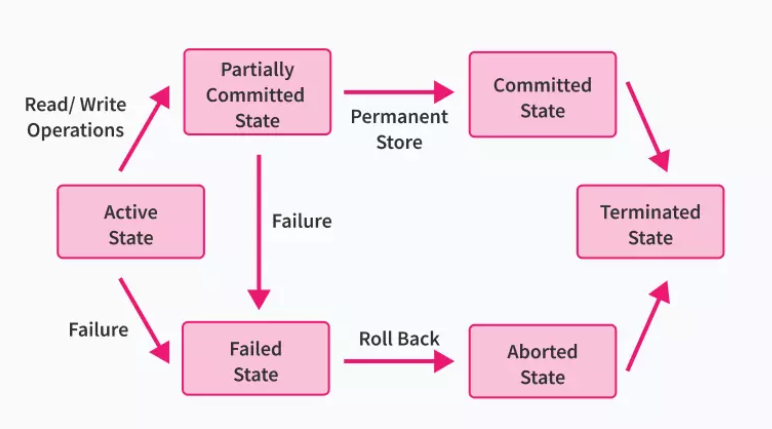 Partially
Committed
State
Committed
State
Read/ Write
Operations
Permanent
Store
Active
State
Failure
Terminated
State
Failure
Failed
State
Roll Back
Aborted
State